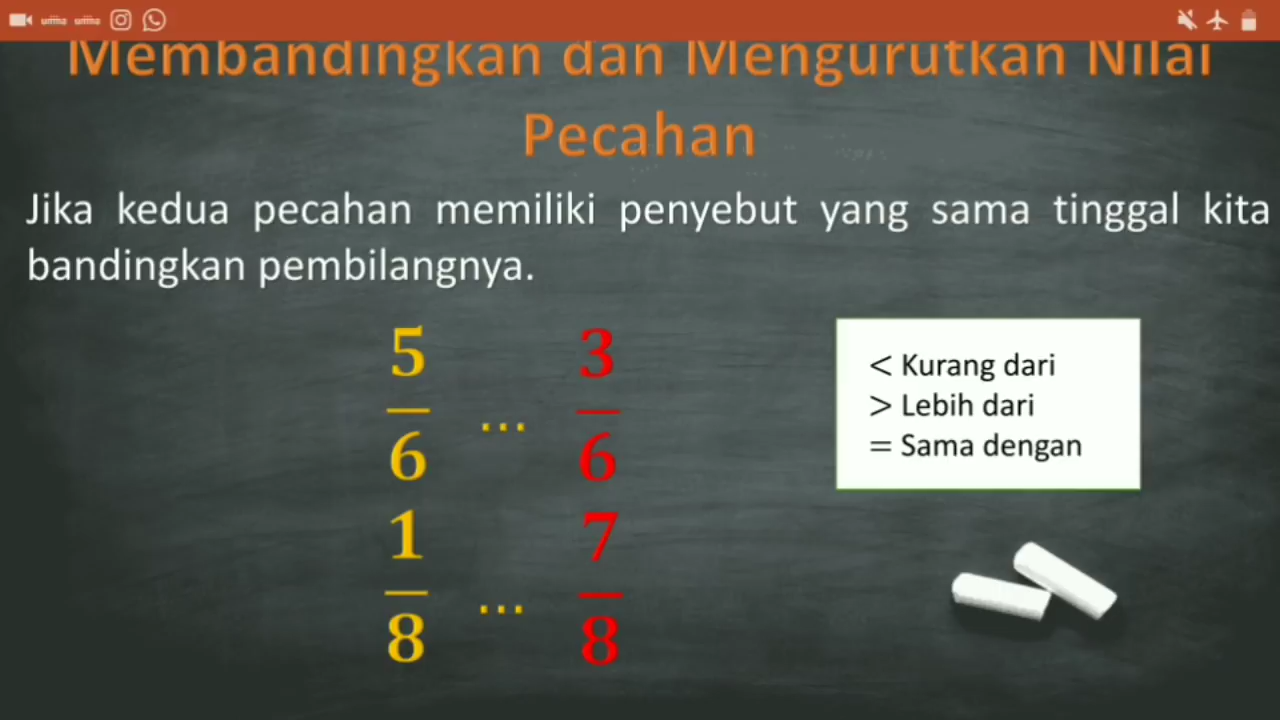 Membandingkan dan Mengurutkan Nilai
Pecahan
Jika kedua pecahan memiliki penyebut yang sama tinggal kita
bandingkan pembilangnya.
5/6 ... 3/6
1/8 ... 7/8
< Kurang dari
> Lebih dari
= Sama dengan